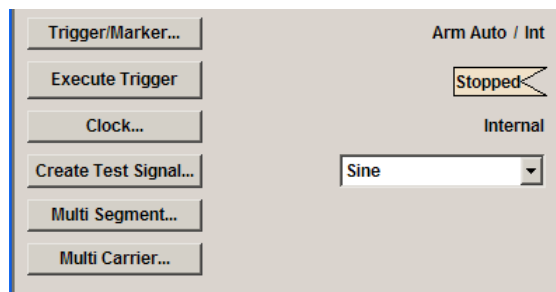 Trigger/Marker... Arm Auto / Int
Execute Trigger Stopped
Clock... Internal
Create Test Signal... Sine
Multi Segment...
Multi Carrier...